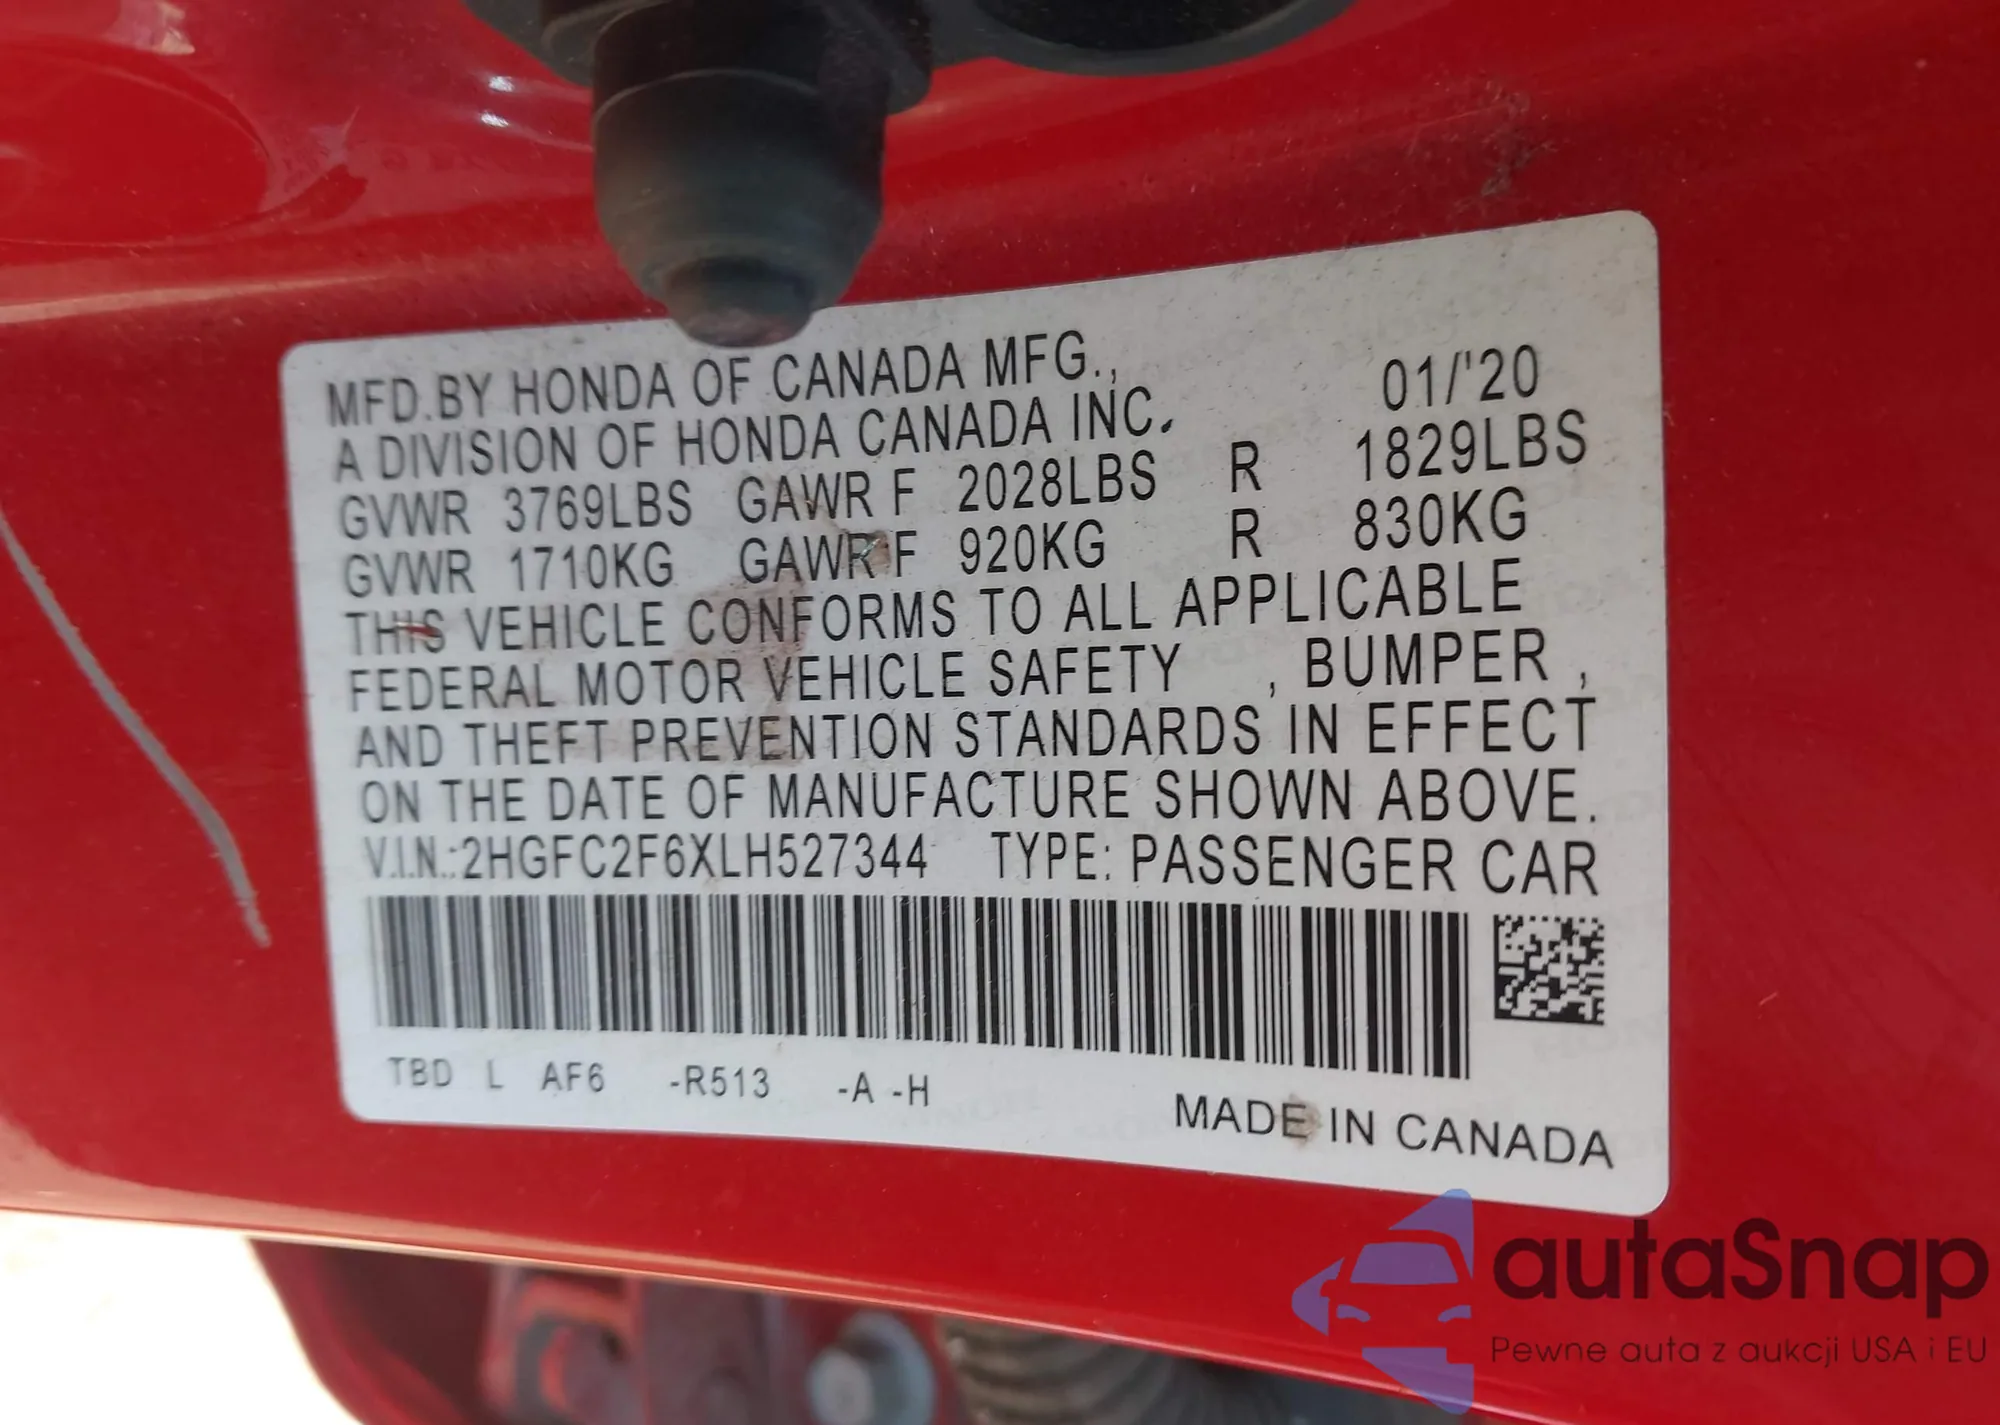 MFD.BY HONDA OF CANADA MFG., 01/'20
A DIVISION OF HONDA CANADA INC.
GVWR 3769LBS GAWR F 2028LBS R 1829LBS
GVWR 1710KG GAWR F 920KG R 830KG
THIS VEHICLE CONFORMS TO ALL APPLICABLE
FEDERAL MOTOR VEHICLE SAFETY , BUMPER ,
AND THEFT PREVENTION STANDARDS IN EFFECT
ON THE DATE OF MANUFACTURE SHOWN ABOVE.
V.I.N.:2HGFC2F6XLH527344 TYPE: PASSENGER CAR
TBD L AF6 -R513 -A -H
MADE IN CANADA
autaSnap
Pewne auta z aukcji USA i EU